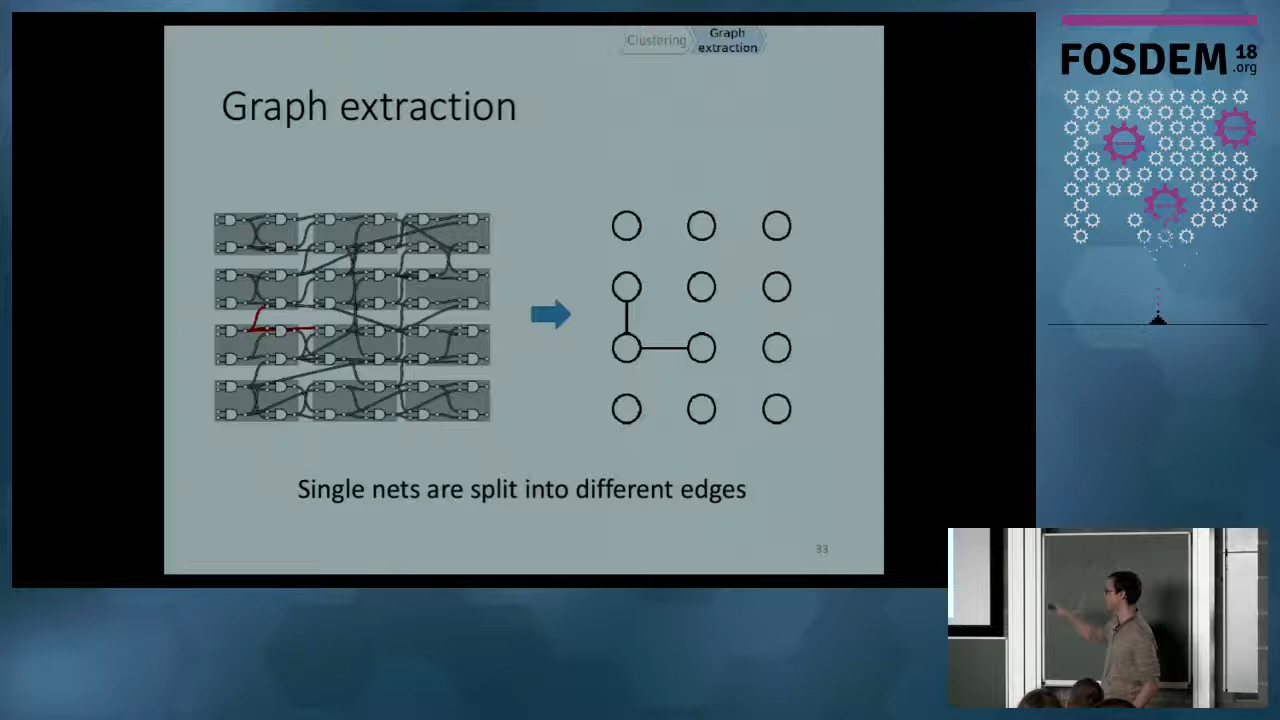 Clustering
Graph
extraction
Graph extraction
Single nets are split into different edges
33
FOSDEM 18
.org